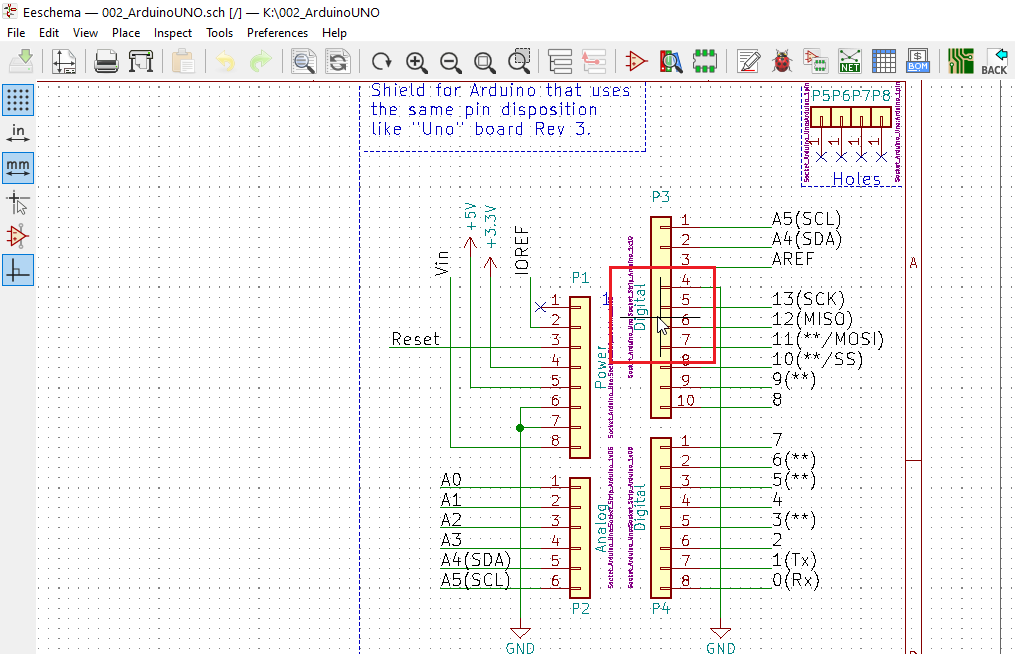 Eeschema — 002_ArduinoUNO.sch [/] — K:\002_ArduinoUNO
File Edit View Place Inspect Tools Preferences Help
NET
$
BOM
BACK
in
mm
Shield for Arduino that uses
the same pin disposition
like "Uno" board Rev 3.
P5 P6 P7 P8
1 1 1 1
Holes
A
Vin
+5V
+3.3V
IOREF
Reset
P1
1
1
2
3
4
5
6
7
8
Power
P3
Digital
1 A5(SCL)
2 A4(SDA)
3 AREF
4
5 13(SCK)
6 12(MISO)
7 11(**/MOSI)
8 10(**/SS)
9 9(**)
10 8
A0 1
A1 2
A2 3
A3 4
A4(SDA) 5
A5(SCL) 6
Analog
P2
Digital
1 7
2 6(**)
3 5(**)
4 4
5 3(**)
6 2
7 1(Tx)
8 0(Rx)
P4
GND
GND